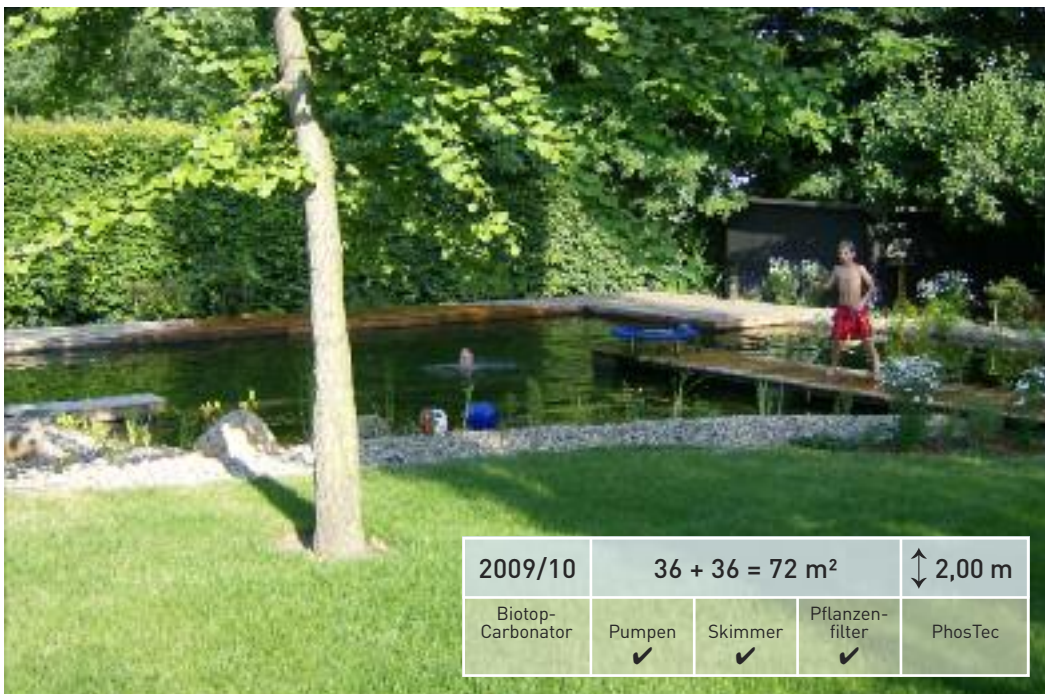 2009/10 36 + 36 = 72 m² ↕ 2,00 m
Biotop-
Carbonator
Pumpen
✔
Skimmer
✔
Pflanzen-
filter
✔
PhosTec